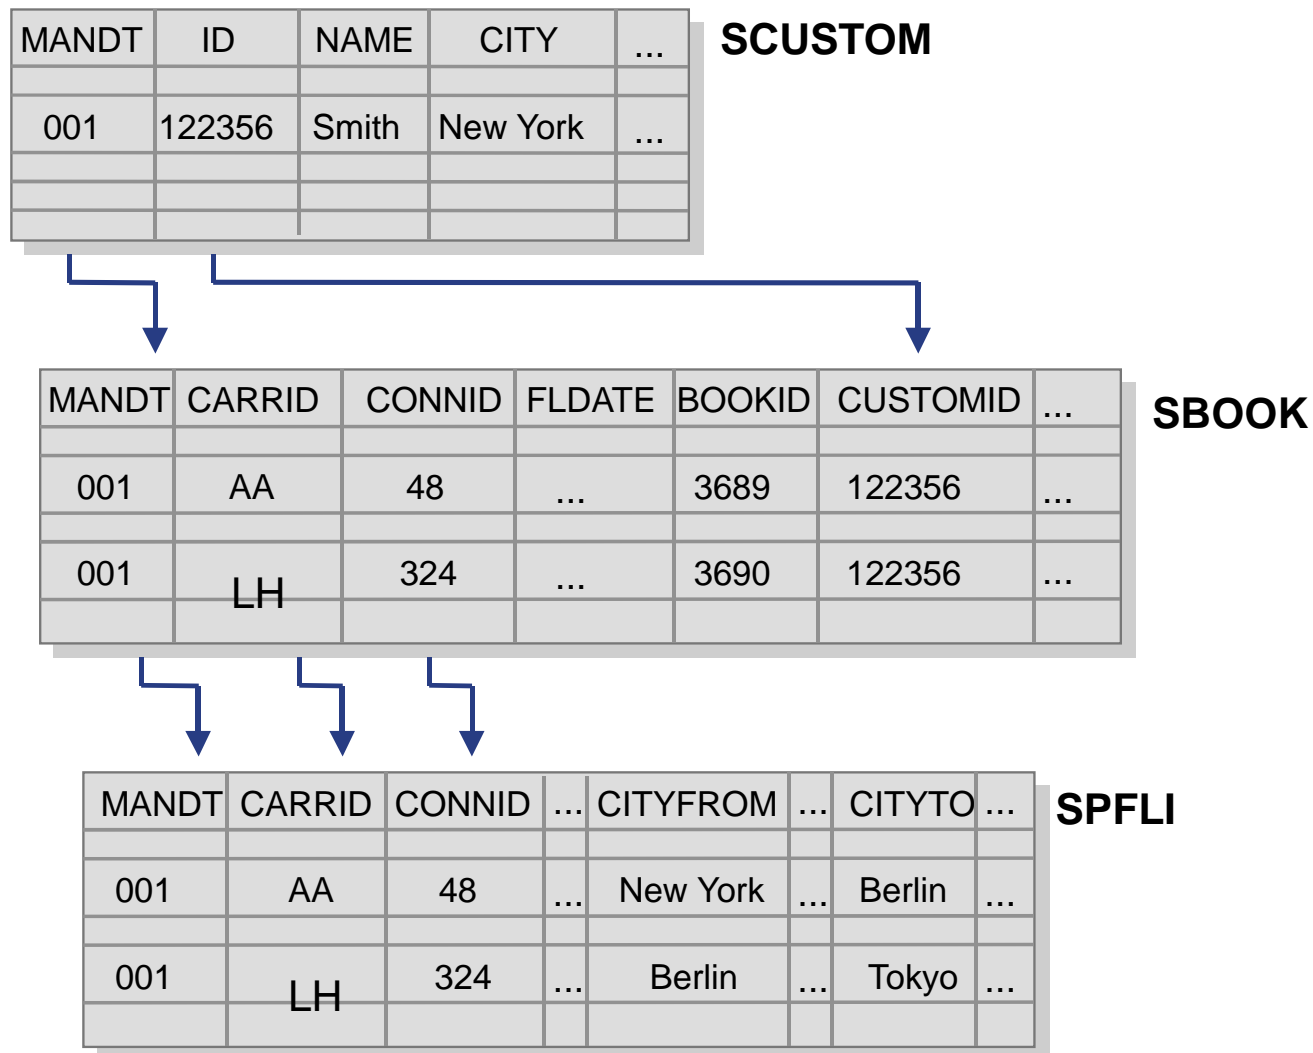 MANDT ID NAME CITY ... SCUSTOM
001 122356 Smith New York ...
MANDT CARRID CONNID FLDATE BOOKID CUSTOMID ... SBOOK
001 AA 48 ... 3689 122356 ...
001 LH 324 ... 3690 122356 ...
MANDT CARRID CONNID ... CITYFROM ... CITYTO ... SPFLI
001 AA 48 ... New York ... Berlin ...
001 LH 324 ... Berlin ... Tokyo ...